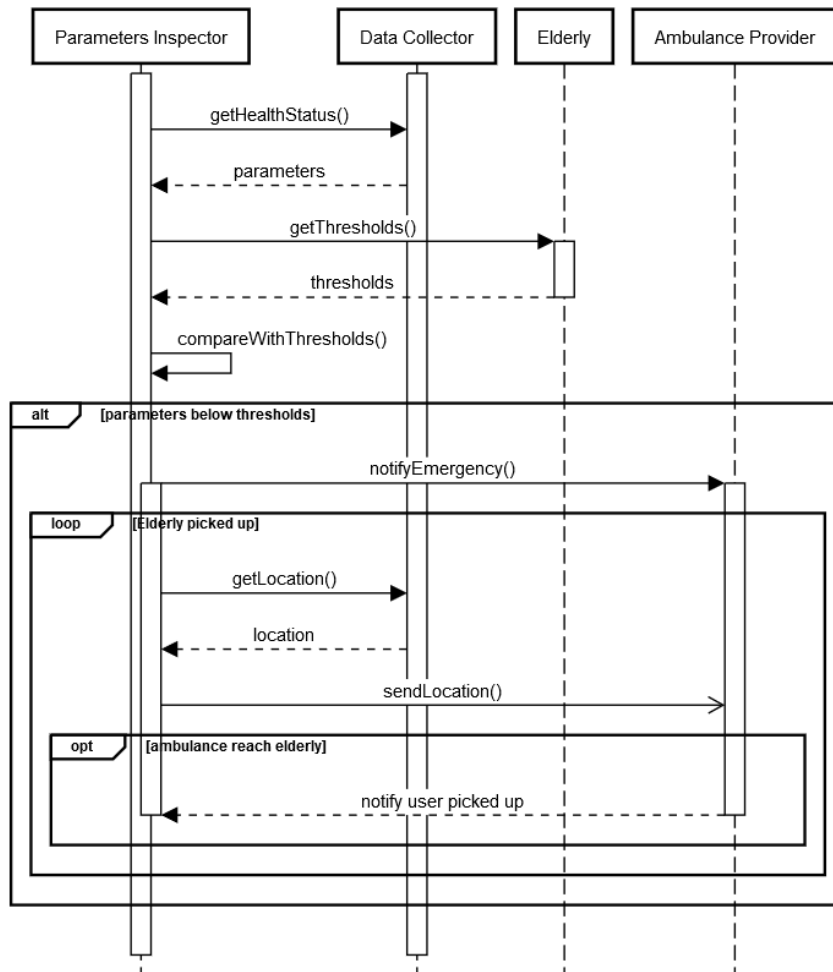 Parameters Inspector
Data Collector
Elderly
Ambulance Provider
getHealthStatus()
parameters
getThresholds()
thresholds
compareWithThresholds()
alt
[parameters below thresholds]
notifyEmergency()
loop
[Elderly picked up]
getLocation()
location
sendLocation()
opt
[ambulance reach elderly]
notify user picked up